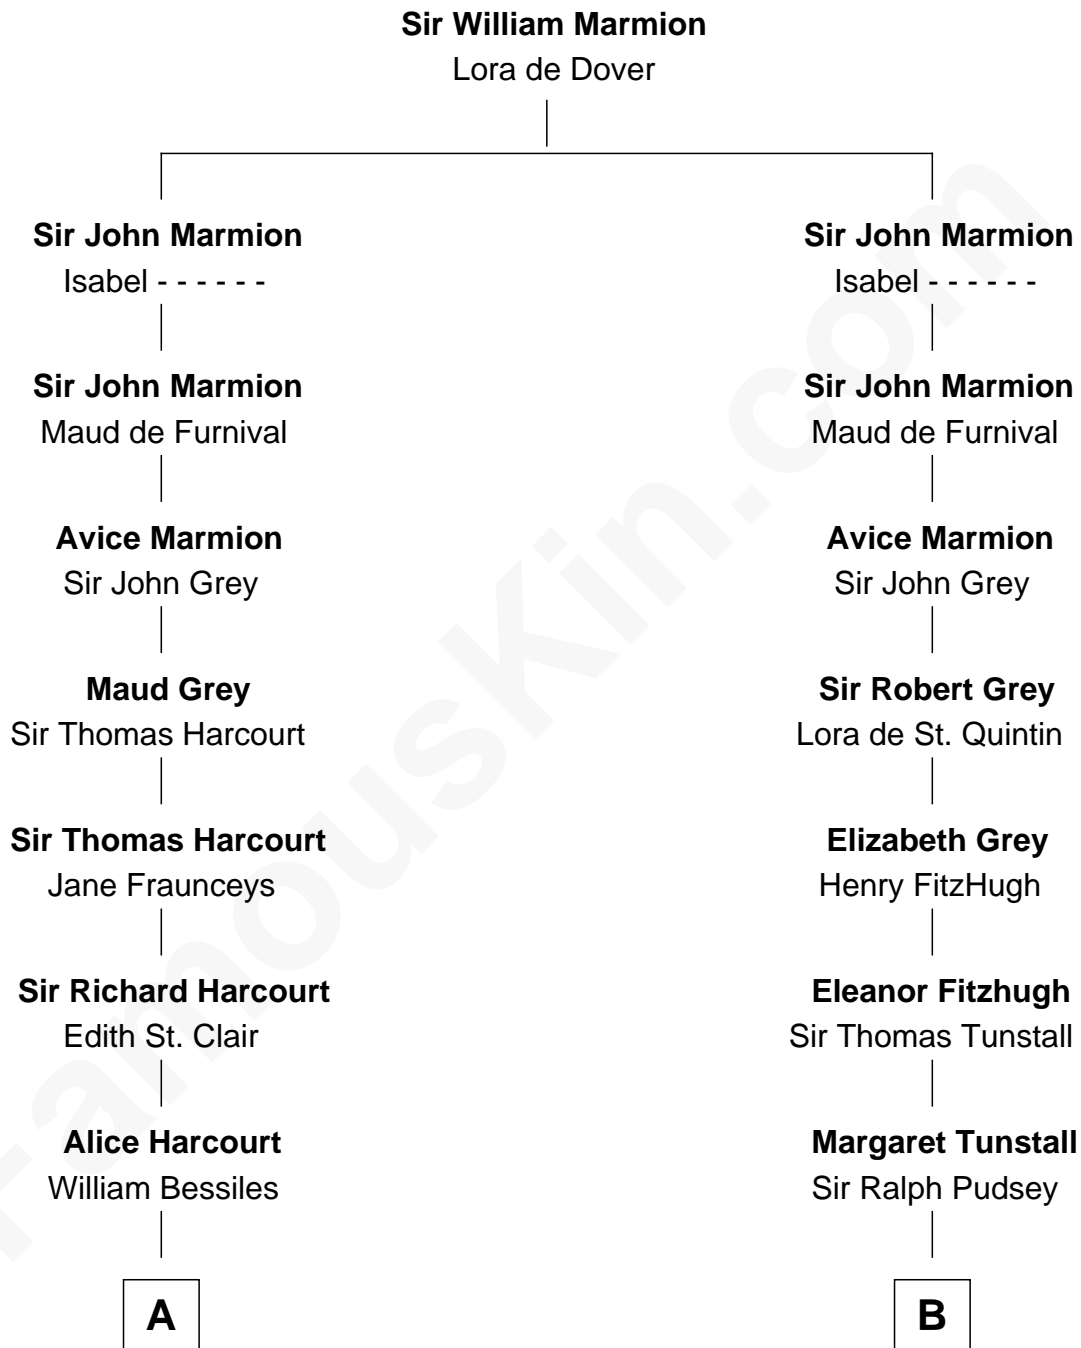 Sir William Marmion
Lora de Dover
Sir John Marmion
Isabel - - - - - -
Sir John Marmion
Isabel - - - - - -
Sir John Marmion
Maud de Furnival
Sir John Marmion
Maud de Furnival
Avice Marmion
Sir John Grey
Avice Marmion
Sir John Grey
Maud Grey
Sir Thomas Harcourt
Sir Robert Grey
Lora de St. Quintin
Sir Thomas Harcourt
Jane Fraunceys
Elizabeth Grey
Henry FitzHugh
Sir Richard Harcourt
Edith St. Clair
Eleanor Fitzhugh
Sir Thomas Tunstall
Alice Harcourt
William Bessiles
Margaret Tunstall
Sir Ralph Pudsey
A
B
FamousKin.com